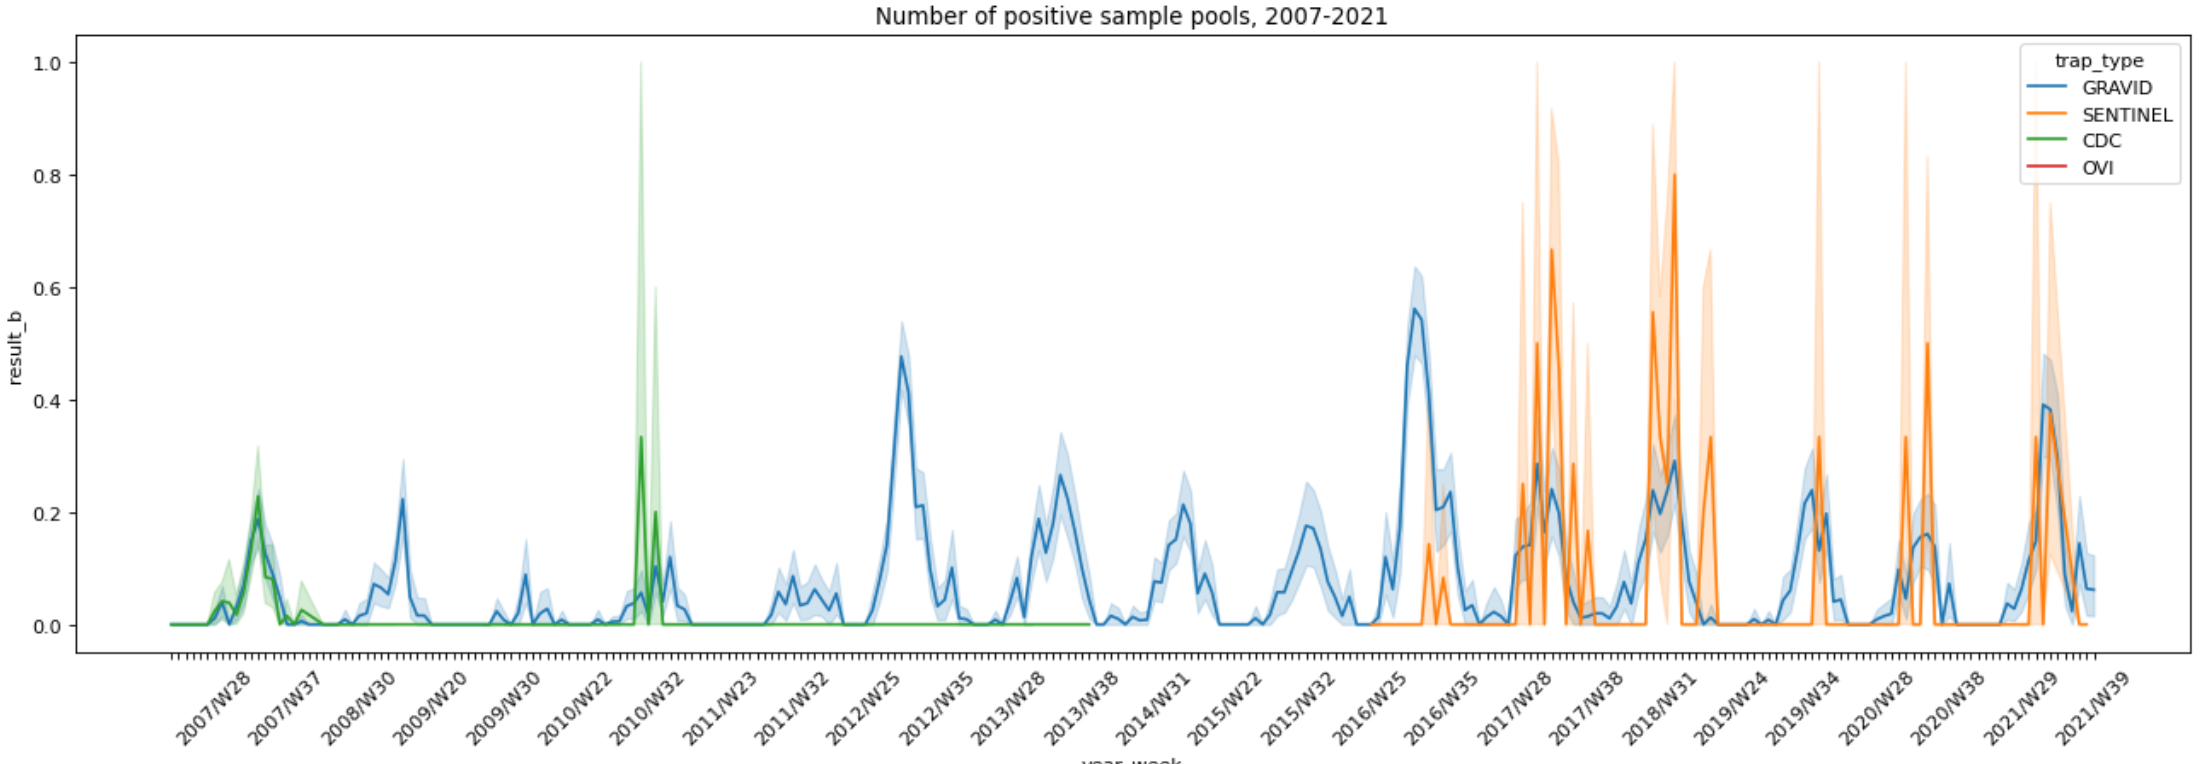 Number of positive sample pools, 2007-2021
1.0
0.8
0.6
0.4
0.2
0.0
result_b
trap_type
GRAVID
SENTINEL
CDC
OVI
2007/W28
2007/W37
2008/W30
2009/W20
2009/W30
2010/W22
2010/W32
2011/W23
2011/W32
2012/W25
2012/W35
2013/W28
2013/W38
2014/W31
2015/W22
2015/W32
2016/W25
2016/W35
2017/W28
2017/W38
2018/W31
2019/W24
2019/W34
2020/W28
2020/W38
2021/W29
2021/W39
year_week